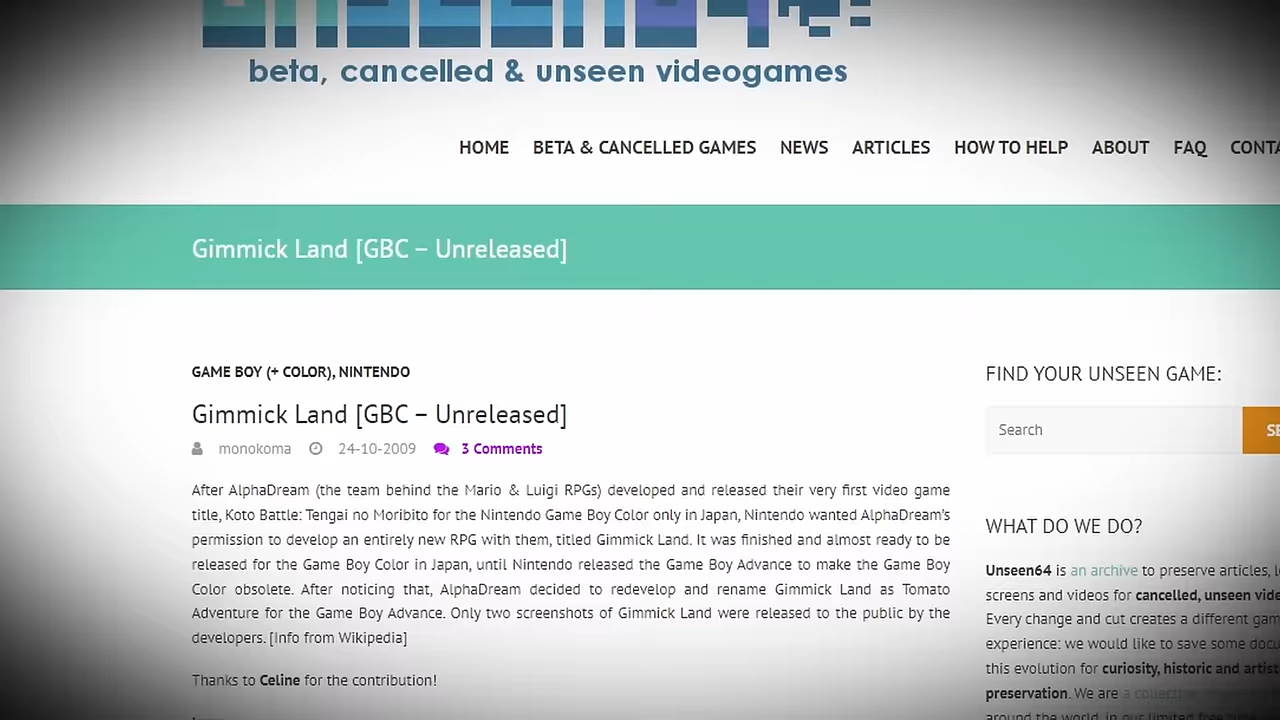 beta, cancelled & unseen videogames
HOME BETA & CANCELLED GAMES NEWS ARTICLES HOW TO HELP ABOUT FAQ
Gimmick Land [GBC – Unreleased]
GAME BOY (+ COLOR), NINTENDO
Gimmick Land [GBC – Unreleased]
monokoma 24-10-2009 3 Comments
After AlphaDream (the team behind the Mario & Luigi RPGs) developed and released their very first video game
title, Koto Battle: Tengai no Moribito for the Nintendo Game Boy Color only in Japan, Nintendo wanted AlphaDream's
permission to develop an entirely new RPG with them, titled Gimmick Land. It was finished and almost ready to be
released for the Game Boy Color in Japan, until Nintendo released the Game Boy Advance to make the Game Boy
Color obsolete. After noticing that, AlphaDream decided to redevelop and rename Gimmick Land as Tomato
Adventure for the Game Boy Advance. Only two screenshots of Gimmick Land were released to the public by the
developers. [Info from Wikipedia]
Thanks to Celine for the contribution!
FIND YOUR UNSEEN GAME:
Search
WHAT DO WE DO?
Unseen64 is an archive to preserve articles,
screens and videos for cancelled, unseen
Every change and cut creates a different
experience: we would like to save some
this evolution for curiosity, historic and
preservation. We are a
around the world, in our limited free